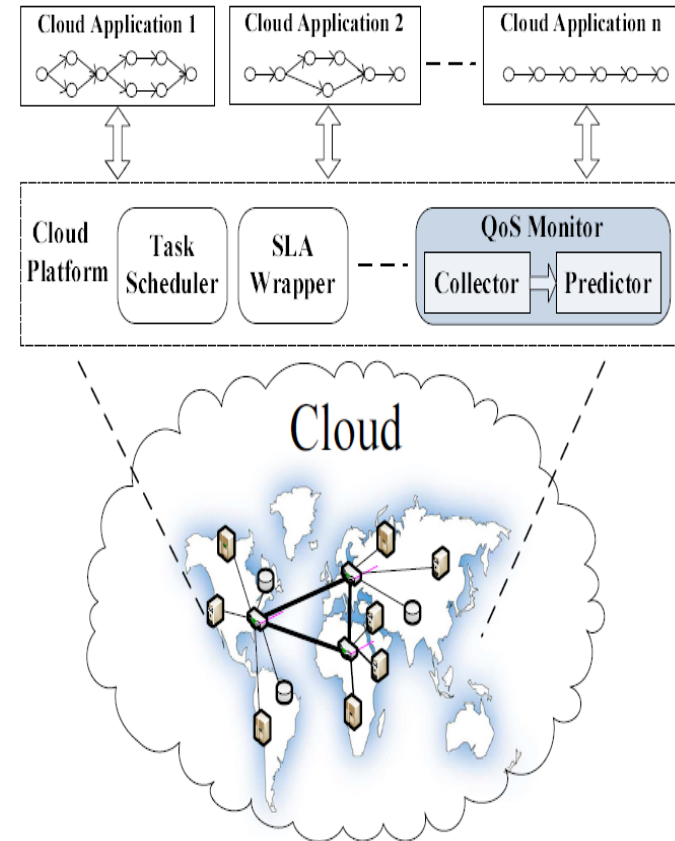 Cloud Application 1
Cloud Application 2
Cloud Application n
Cloud
Platform
Task
Scheduler
SLA
Wrapper
QoS Monitor
Collector
Predictor
Cloud